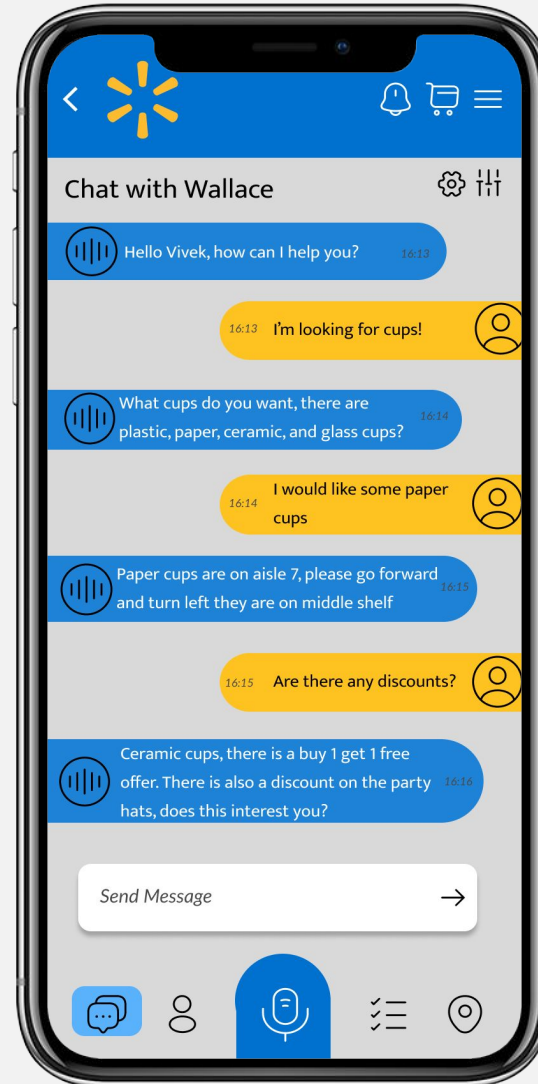 Chat with Wallace
Hello Vivek, how can I help you? 16:13
16:13 I'm looking for cups!
What cups do you want, there are
plastic, paper, ceramic, and glass cups? 16:14
16:14 I would like some paper
cups
Paper cups are on aisle 7, please go forward
and turn left they are on middle shelf 16:15
16:15 Are there any discounts?
Ceramic cups, there is a buy 1 get 1 free
offer. There is also a discount on the party 16:16
hats, does this interest you?
Send Message